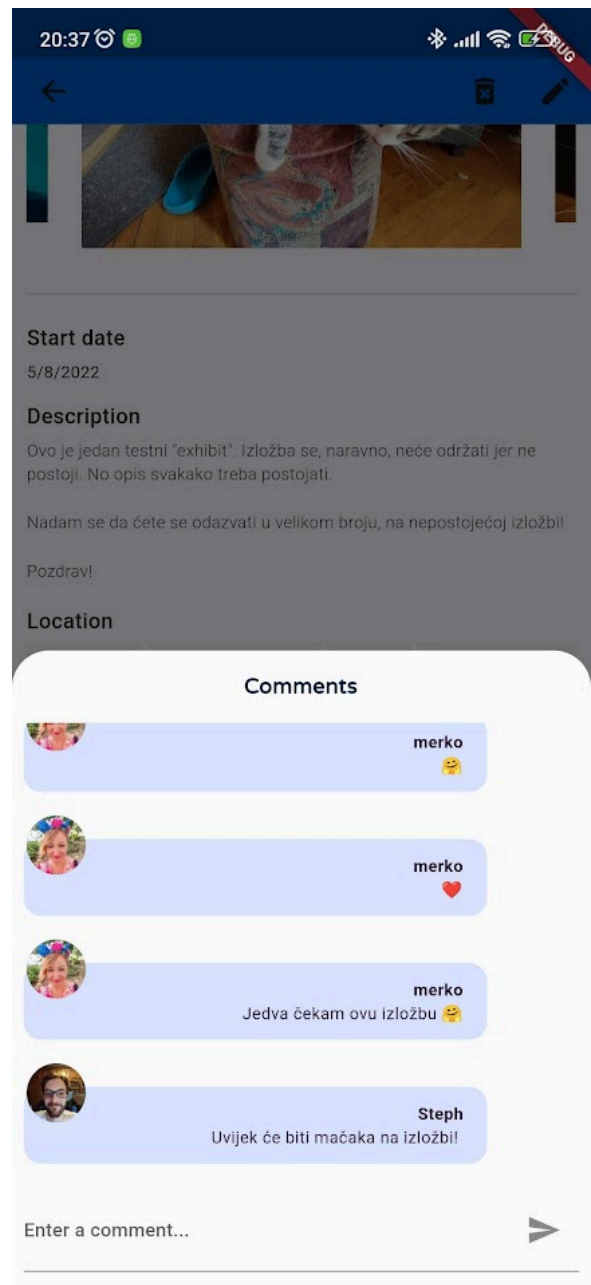 20:37
DEBUG
Start date
5/8/2022
Description
Ovo je jedan testni "exhibit". Izložba se, naravno, neće održati jer ne
postoji. No opis svakako treba postojati.
Nadam se da ćete se odazvati u velikom broju, na nepostojećoj izložbi!
Pozdrav!
Location
Comments
merko
🤗
merko
❤️
merko
Jedva čekam ovu izložbu 🤗
Steph
Uvijek će biti mačaka na izložbi!
Enter a comment...